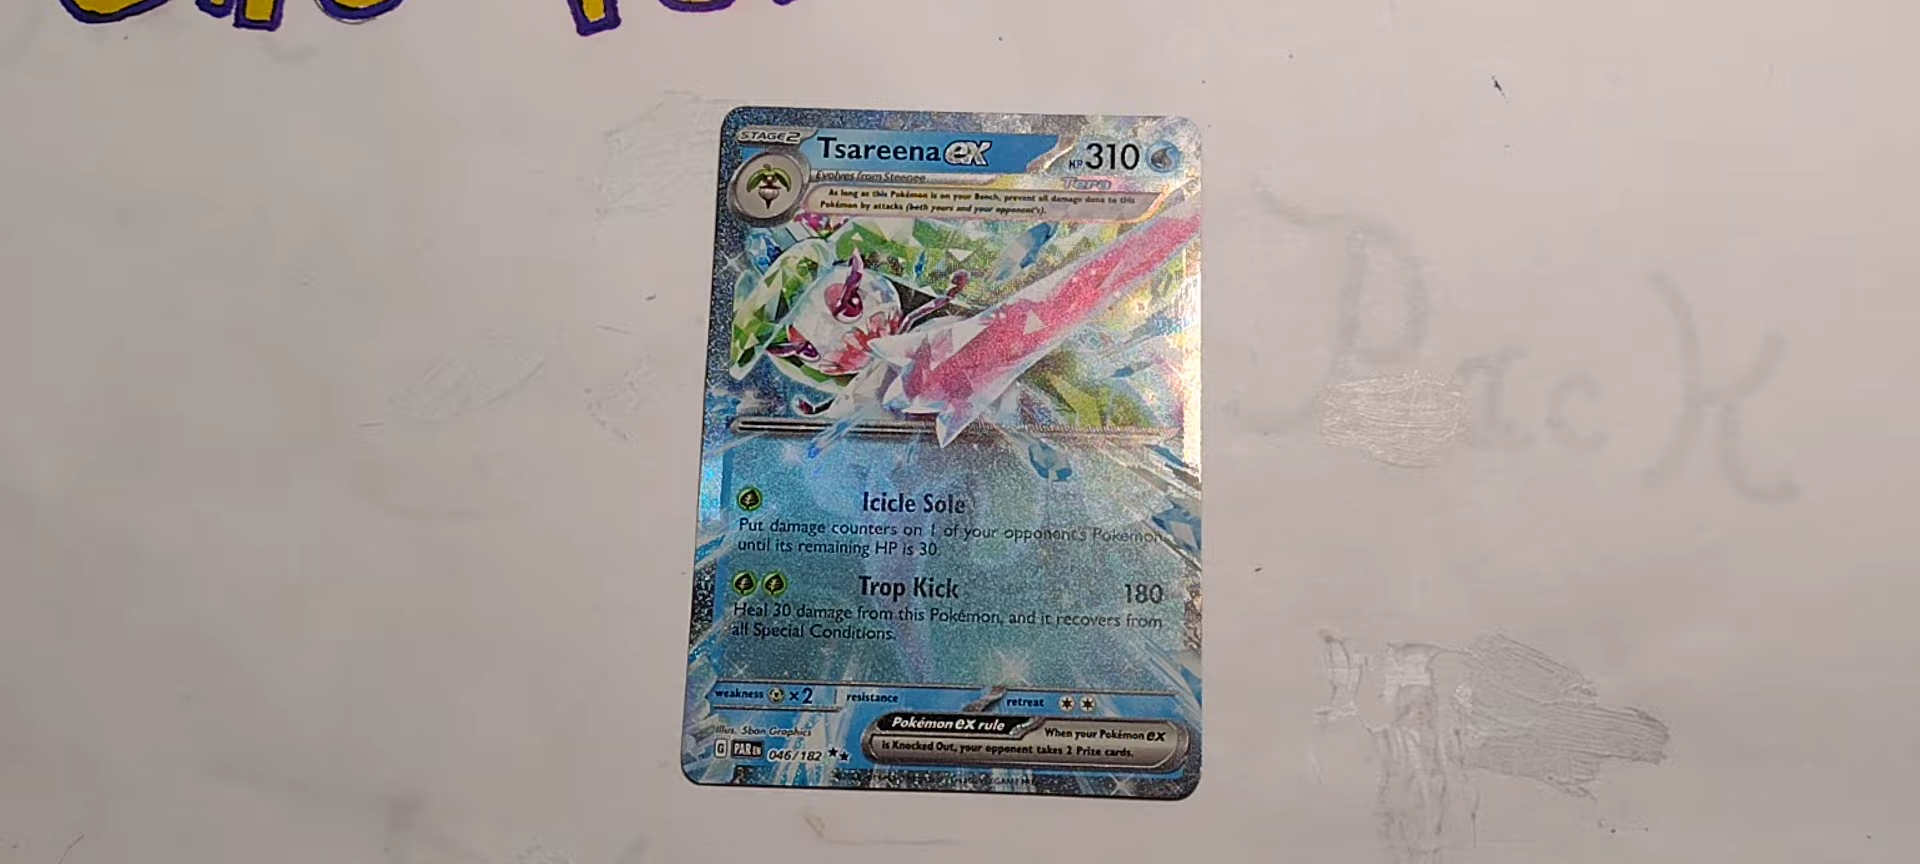 STAGE 2
Tsareena ex
HP 310
Evolves from Steenee
Tera
As long as this Pokémon is on your Bench, prevent all damage done to this
Pokémon by attacks (both yours and your opponent's).
Icicle Sole
Put damage counters on 1 of your opponent's Pokémon
until its remaining HP is 30.
Trop Kick 180
Heal 30 damage from this Pokémon, and it recovers from
all Special Conditions.
weakness ×2 resistance retreat
Illus. 5ban Graphics
Pokémon ex rule When your Pokémon ex
is Knocked Out, your opponent takes 2 Prize cards.
G PAR EN 046/182
Pack